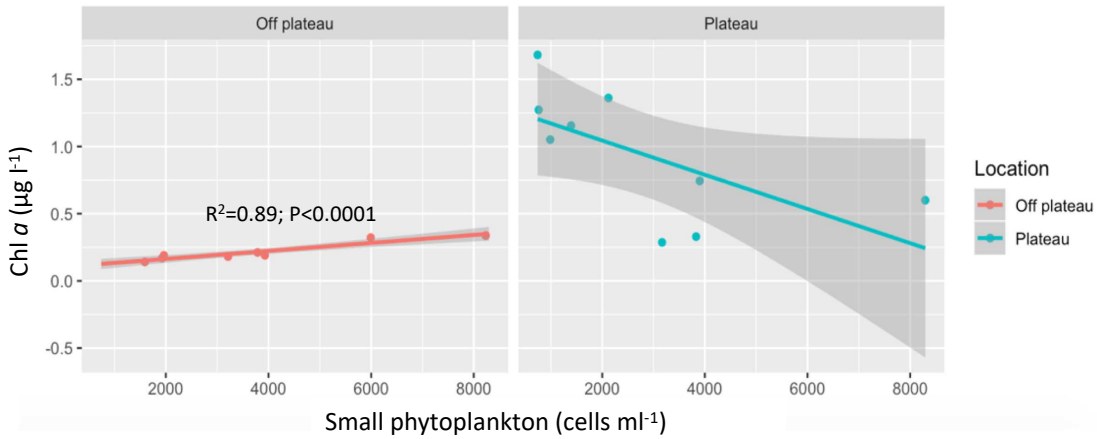 Off plateau
Plateau
Chl a (µg l-1)
1.5
1.0
0.5
0.0
-0.5
R2=0.89; P<0.0001
2000 4000 6000 8000
2000 4000 6000 8000
Small phytoplankton (cells ml-1)
Location
Off plateau
Plateau